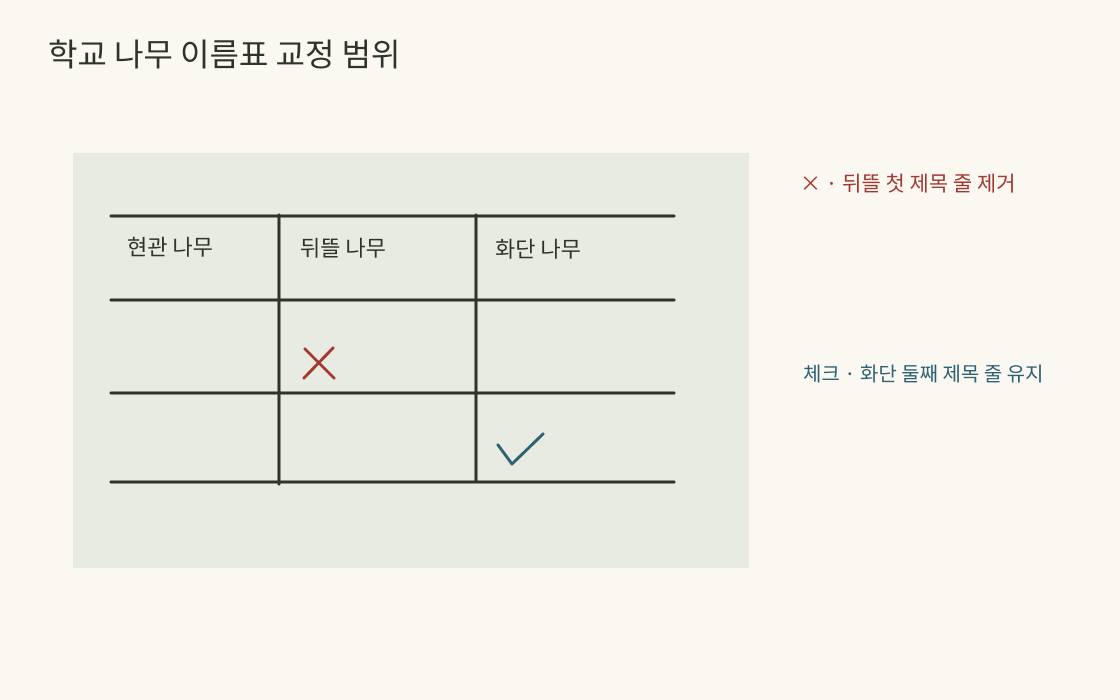 학교 나무 이름표 교정 범위
현관 나무
뒤뜰 나무
화단 나무
× · 뒤뜰 첫 제목 줄 제거
체크 · 화단 둘째 제목 줄 유지